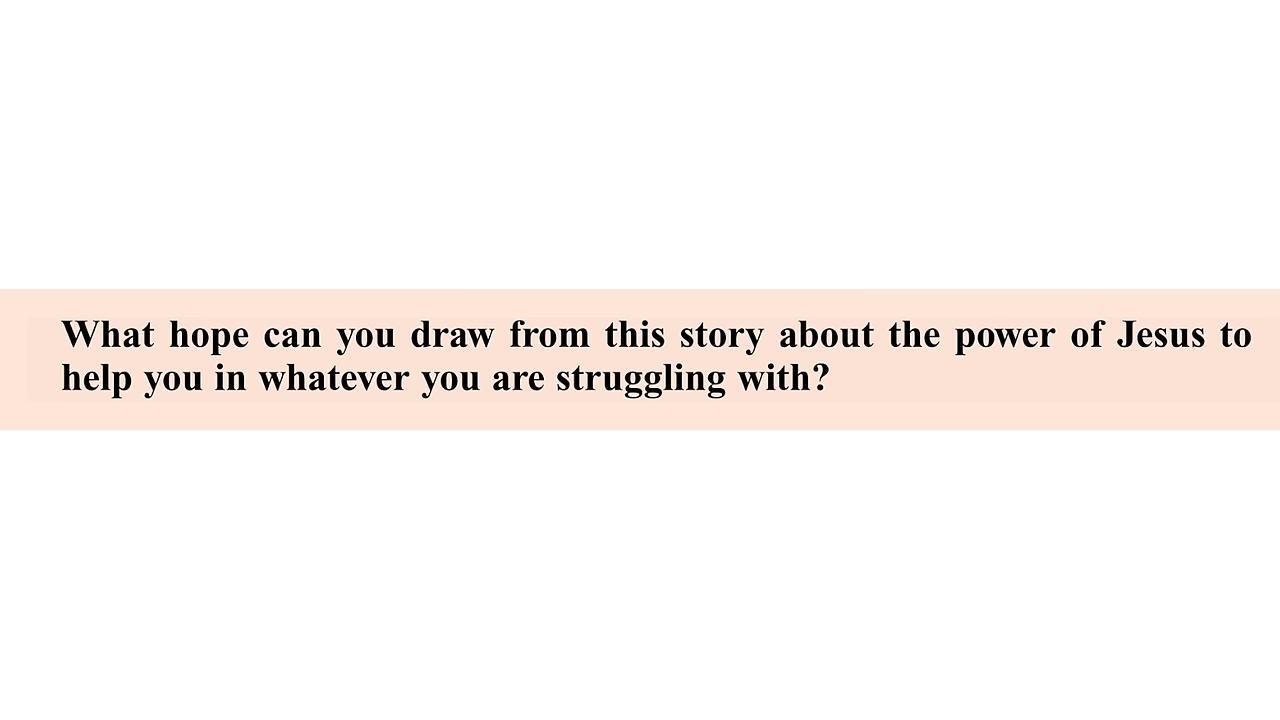 What hope can you draw from this story about the power of Jesus to
help you in whatever you are struggling with?